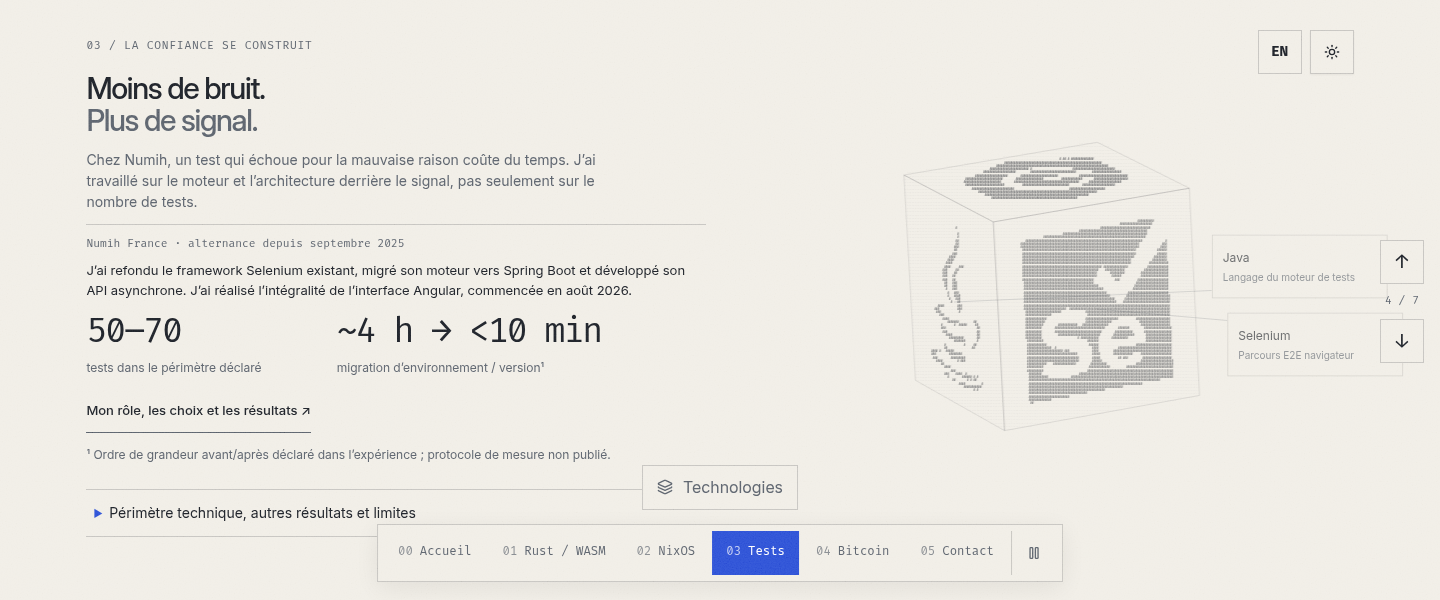 03 / LA CONFIANCE SE CONSTRUIT
EN
Moins de bruit.
Plus de signal.
Chez Numih, un test qui échoue pour la mauvaise raison coûte du temps. J’ai
travaillé sur le moteur et l’architecture derrière le signal, pas seulement sur le
nombre de tests.
Numih France · alternance depuis septembre 2025
J’ai refondu le framework Selenium existant, migré son moteur vers Spring Boot et développé son
API asynchrone. J’ai réalisé l’intégralité de l’interface Angular, commencée en août 2026.
50–70
tests dans le périmètre déclaré
~4 h → <10 min
migration d’environnement / version¹
Java
Langage du moteur de tests
↑
4 / 7
Selenium
Parcours E2E navigateur
↓
Mon rôle, les choix et les résultats ↗
¹ Ordre de grandeur avant/après déclaré dans l’expérience ; protocole de mesure non publié.
Technologies
▶ Périmètre technique, autres résultats et limites
00 Accueil
01 Rust / WASM
02 NixOS
03 Tests
04 Bitcoin
05 Contact